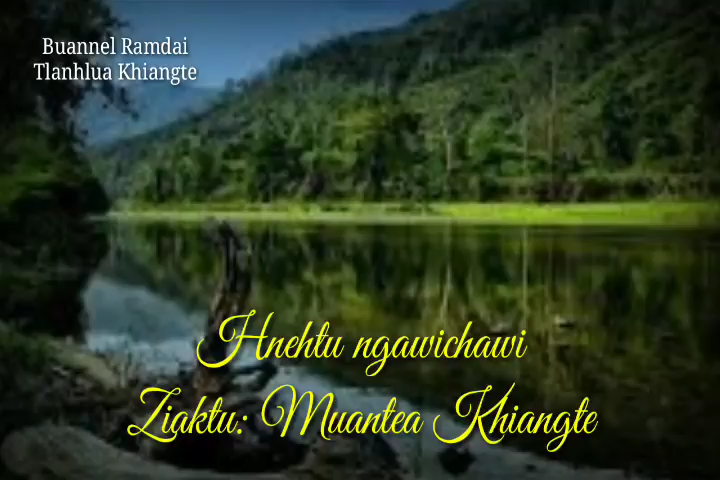 Buannel Ramdai
Tlanhlua Khiangte
Hnehtu ngawichawi
Ziaktu: Muantea Khiangte